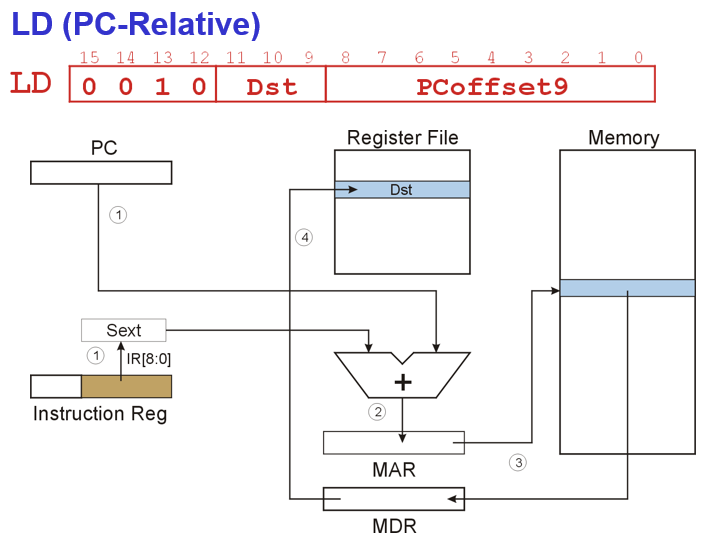 LD (PC-Relative)
15 14 13 12 11 10 9 8 7 6 5 4 3 2 1 0
LD 0 0 1 0 Dst PCoffset9
PC
Register File
Memory
Dst
1
4
Sext
1
IR[8:0]
+
Instruction Reg
2
MAR
3
MDR